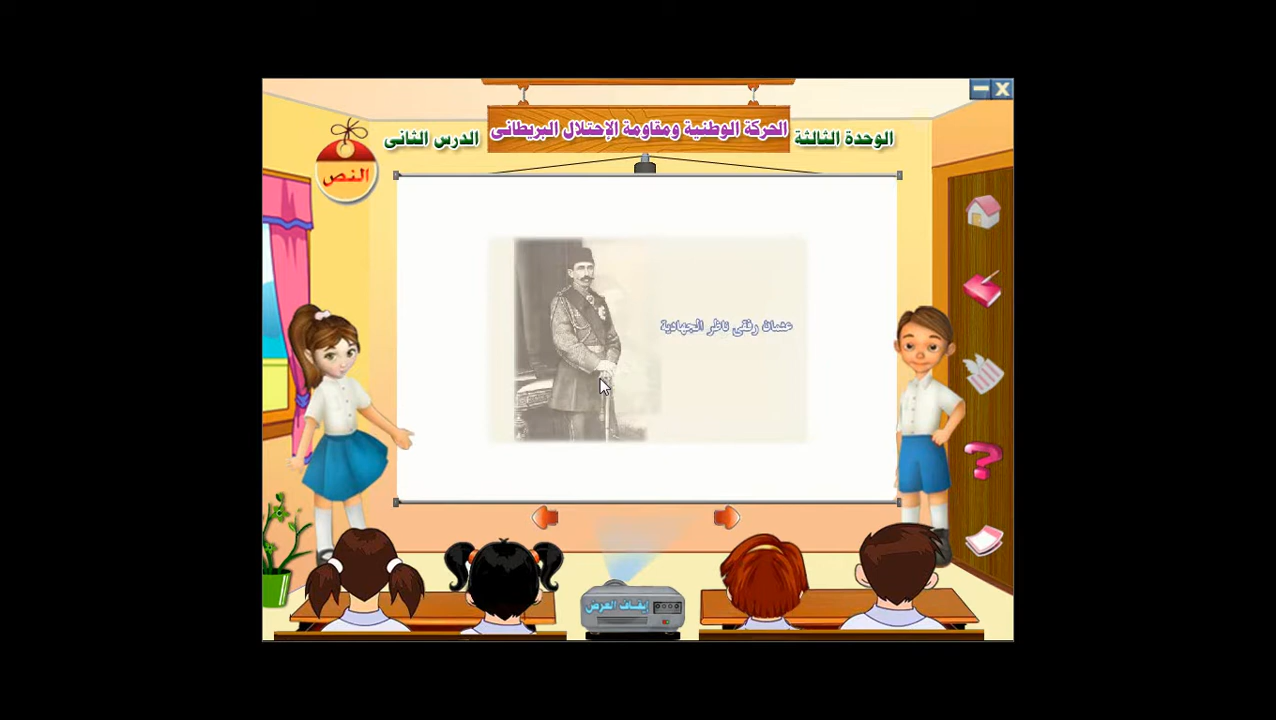 الوحدة الثالثة
الحركة الوطنية ومقاومة الإحتلال البريطانى
الدرس الثانى
النص
عثمان رفقى ناظر الجهادية
إيقاف العرض